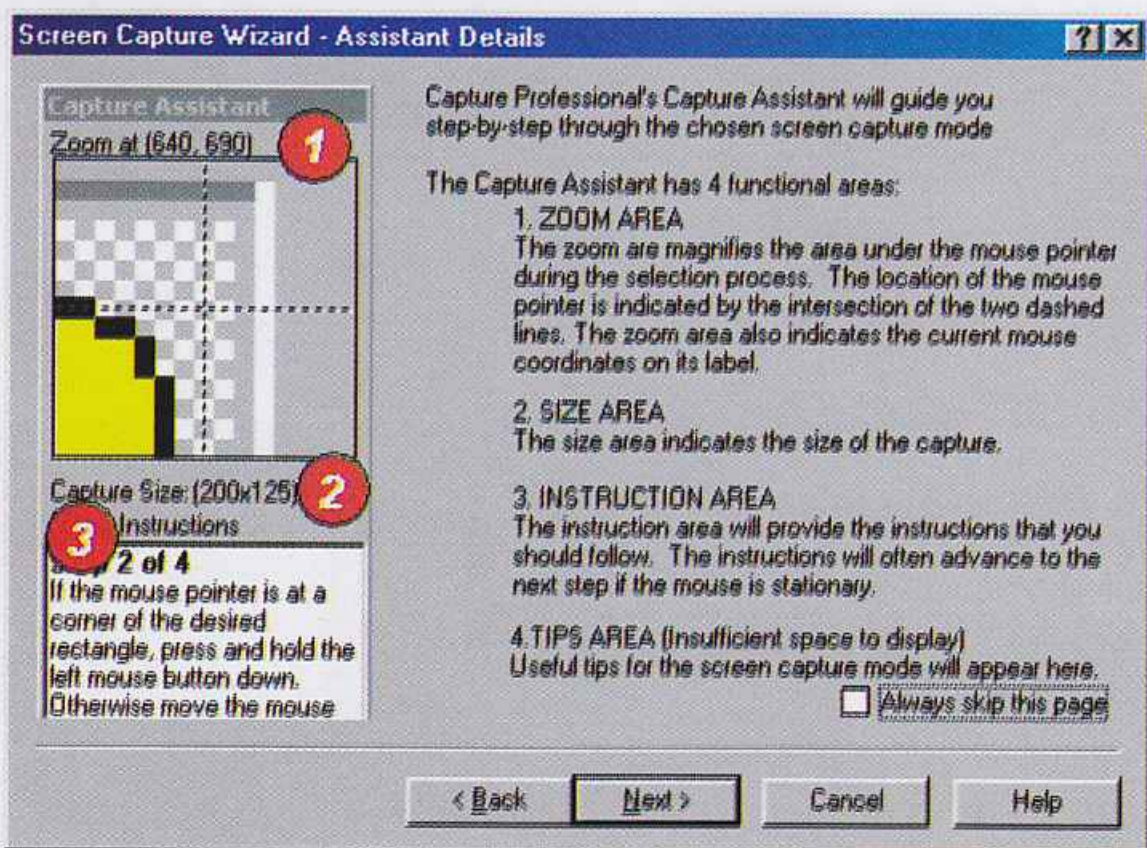 Screen Capture Wizard - Assistant Details
Capture Assistant
Zoom at (640, 690)
1
Capture Size: (200x125)
2
Instructions
3
2 of 4
If the mouse pointer is at a
corner of the desired
rectangle, press and hold the
left mouse button down.
Otherwise move the mouse
Capture Professional's Capture Assistant will guide you
step-by-step through the chosen screen capture mode
The Capture Assistant has 4 functional areas:
1. ZOOM AREA
The zoom are magnifies the area under the mouse pointer
during the selection process. The location of the mouse
pointer is indicated by the intersection of the two dashed
lines. The zoom area also indicates the current mouse
coordinates on its label.
2. SIZE AREA
The size area indicates the size of the capture.
3. INSTRUCTION AREA
The instruction area will provide the instructions that you
should follow. The instructions will often advance to the
next step if the mouse is stationary.
4.TIPS AREA (Insufficient space to display)
Useful tips for the screen capture mode will appear here.
Always skip this page
< Back
Next >
Cancel
Help